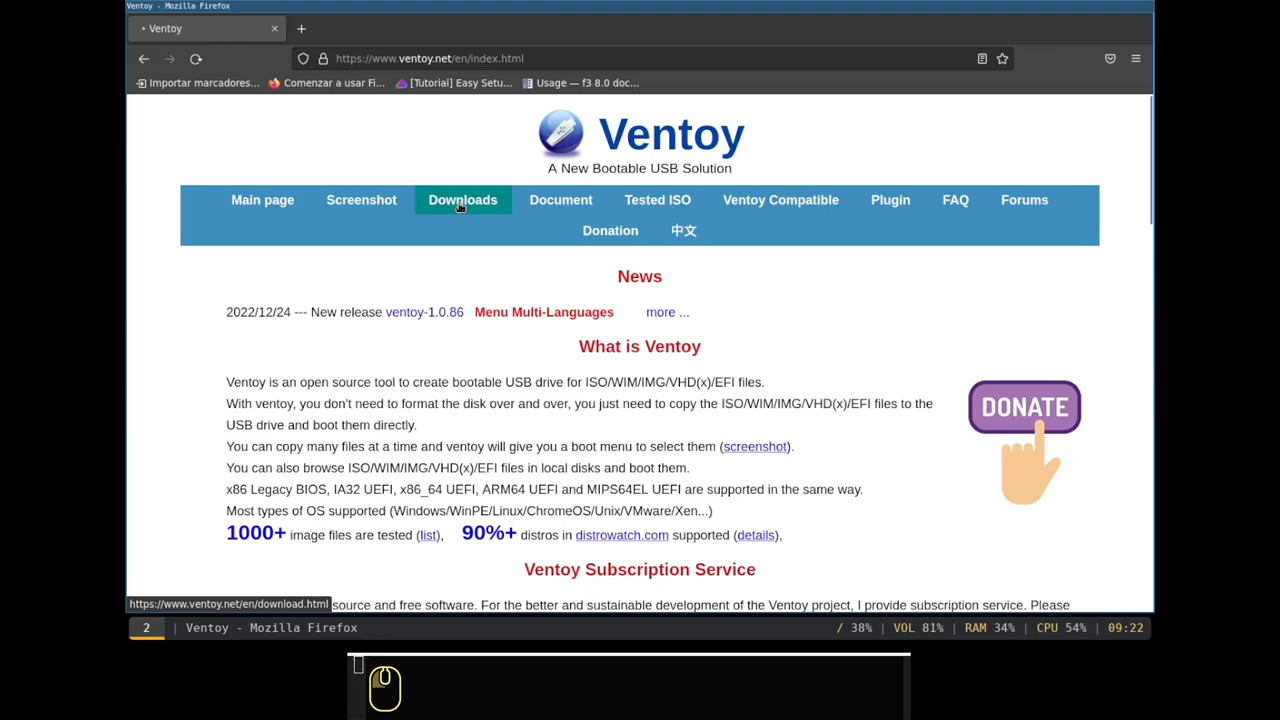 Ventoy - Mozilla Firefox
Ventoy
https://www.ventoy.net/en/index.html
Importar marcadores... Comenzar a usar Fi... [Tutorial] Easy Setu... Usage — f3 8.0 doc...
Ventoy
A New Bootable USB Solution
Main page Screenshot Downloads Document Tested ISO Ventoy Compatible Plugin FAQ Forums
Donation 中文
News
2022/12/24 --- New release ventoy-1.0.86 Menu Multi-Languages more ...
What is Ventoy
Ventoy is an open source tool to create bootable USB drive for ISO/WIM/IMG/VHD(x)/EFI files.
With ventoy, you don't need to format the disk over and over, you just need to copy the ISO/WIM/IMG/VHD(x)/EFI files to the
USB drive and boot them directly.
You can copy many files at a time and ventoy will give you a boot menu to select them (screenshot).
You can also browse ISO/WIM/IMG/VHD(x)/EFI files in local disks and boot them.
x86 Legacy BIOS, IA32 UEFI, x86_64 UEFI, ARM64 UEFI and MIPS64EL UEFI are supported in the same way.
Most types of OS supported (Windows/WinPE/Linux/ChromeOS/Unix/VMware/Xen...)
1000+ image files are tested (list), 90%+ distros in distrowatch.com supported (details),
DONATE
Ventoy Subscription Service
https://www.ventoy.net/en/download.html source and free software. For the better and sustainable development of the Ventoy project, I provide subscription service. Please
2 | Ventoy - Mozilla Firefox / 38% | VOL 81% | RAM 34% | CPU 54% | 09:22